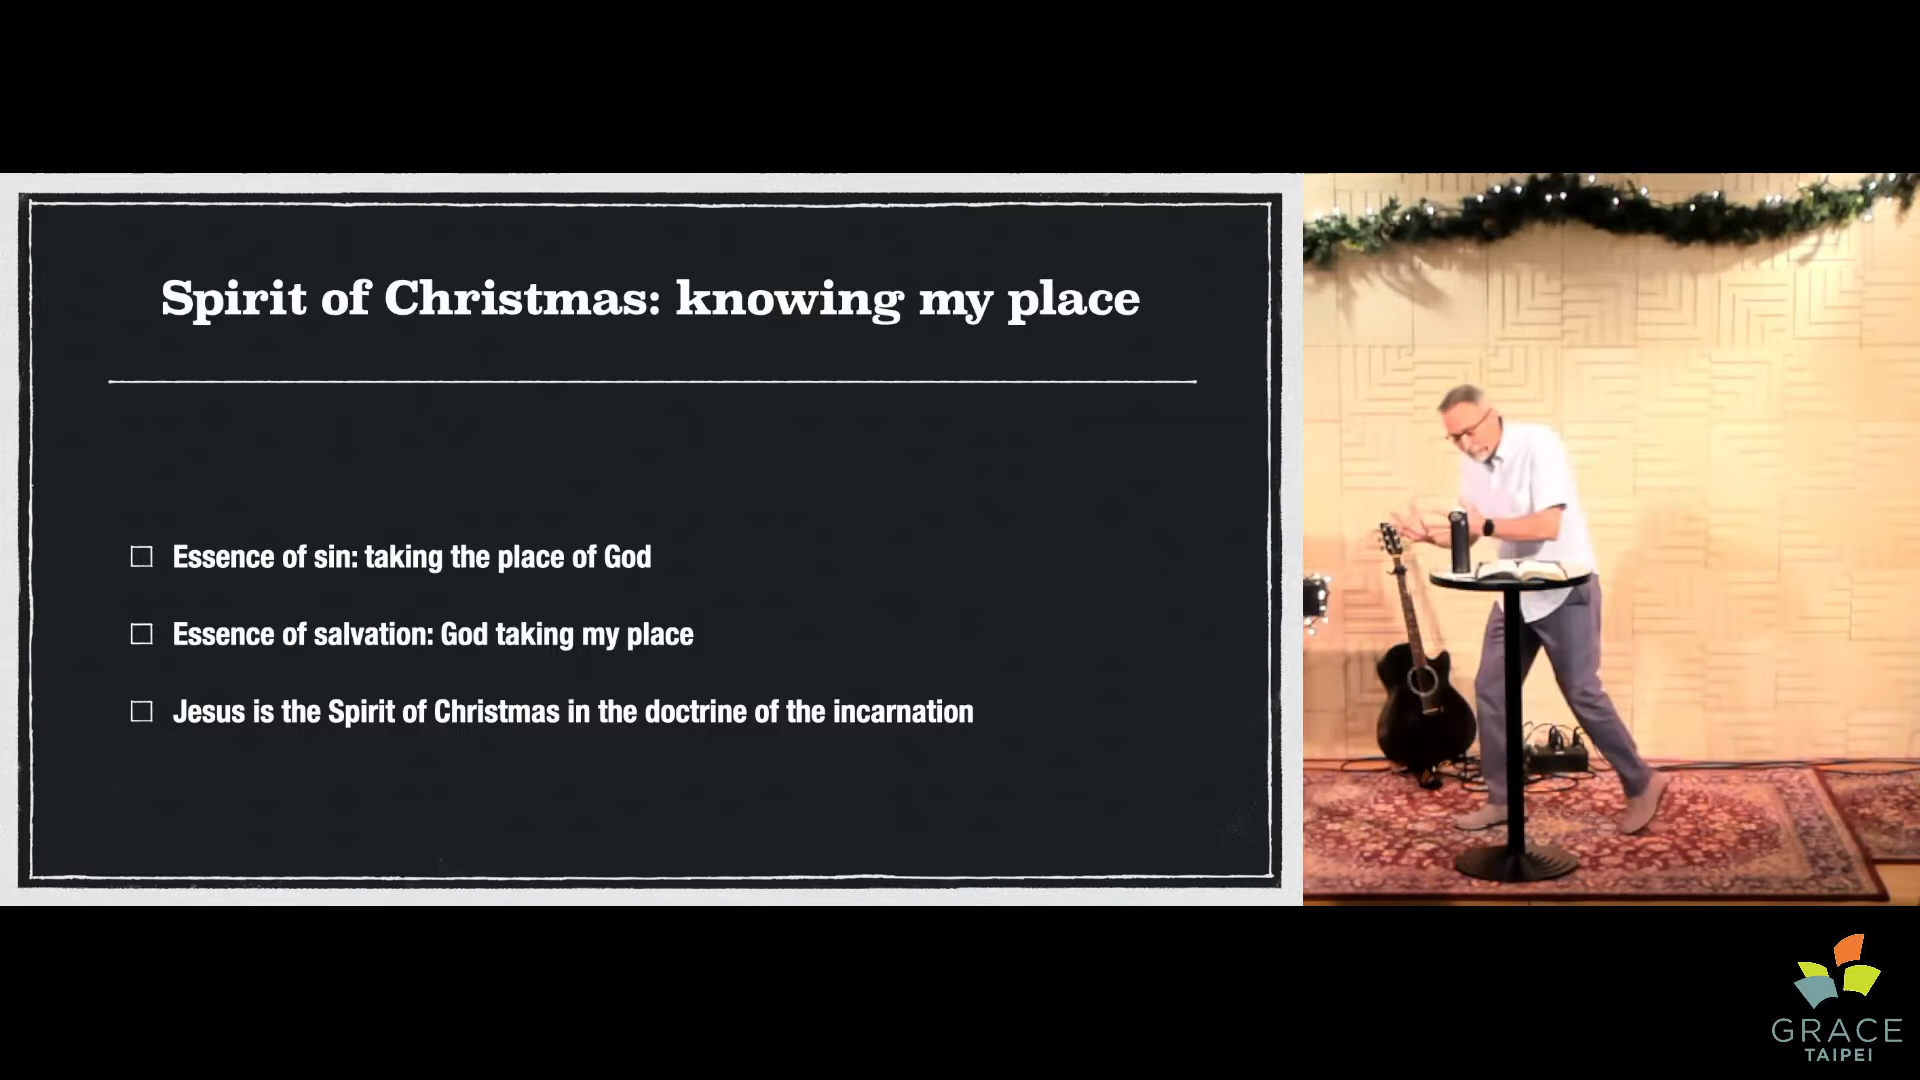 Spirit of Christmas: knowing my place
Essence of sin: taking the place of God
Essence of salvation: God taking my place
Jesus is the Spirit of Christmas in the doctrine of the incarnation
GRACE
TAIPEI